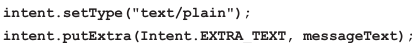 intent.setType("text/plain");
intent.putExtra(Intent.EXTRA_TEXT, messageText);